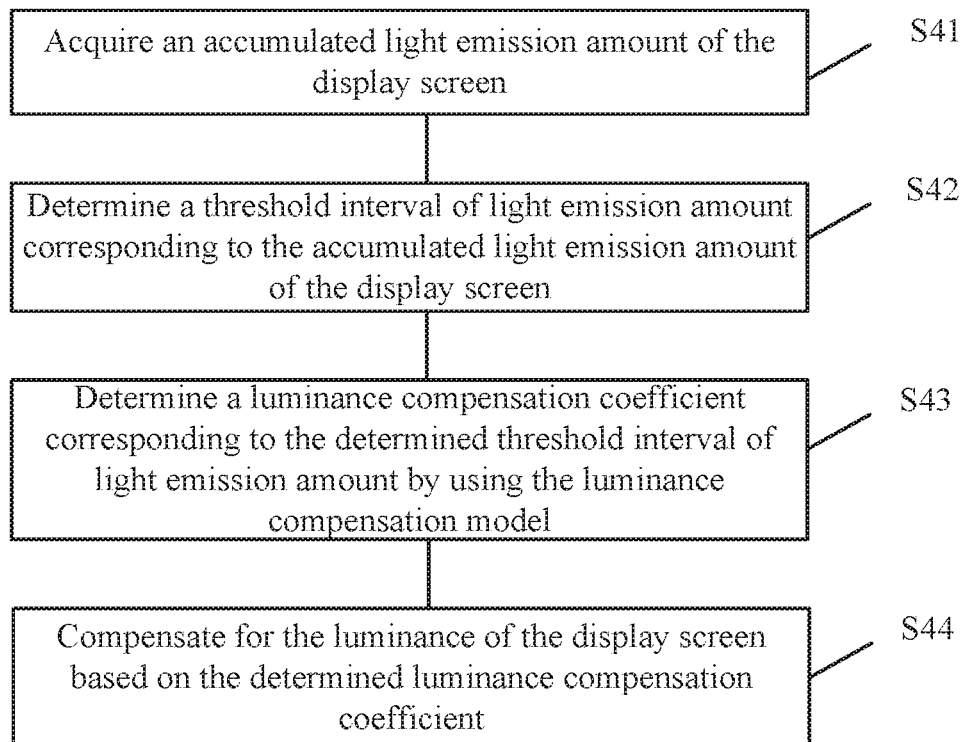 Acquire an accumulated light emission amount of the
display screen
S41
Determine a threshold interval of light emission amount
corresponding to the accumulated light emission amount
of the display screen
S42
Determine a luminance compensation coefficient
corresponding to the determined threshold interval of
light emission amount by using the luminance
compensation model
S43
Compensate for the luminance of the display screen
based on the determined luminance compensation
coefficient
S44